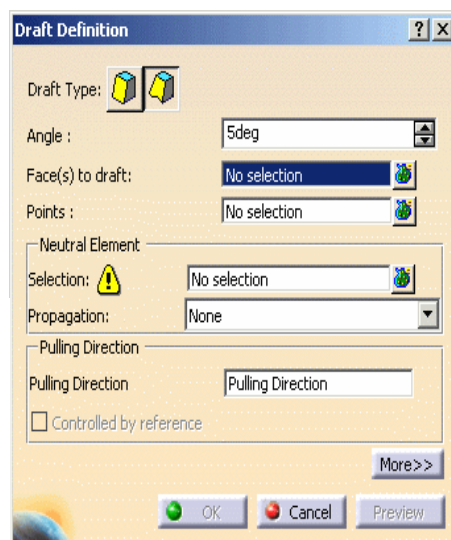 Draft Definition
Draft Type:
Angle : 5deg
Face(s) to draft: No selection
Points : No selection
Neutral Element
Selection: No selection
Propagation: None
Pulling Direction
Pulling Direction Pulling Direction
Controlled by reference
More>>
OK Cancel Preview